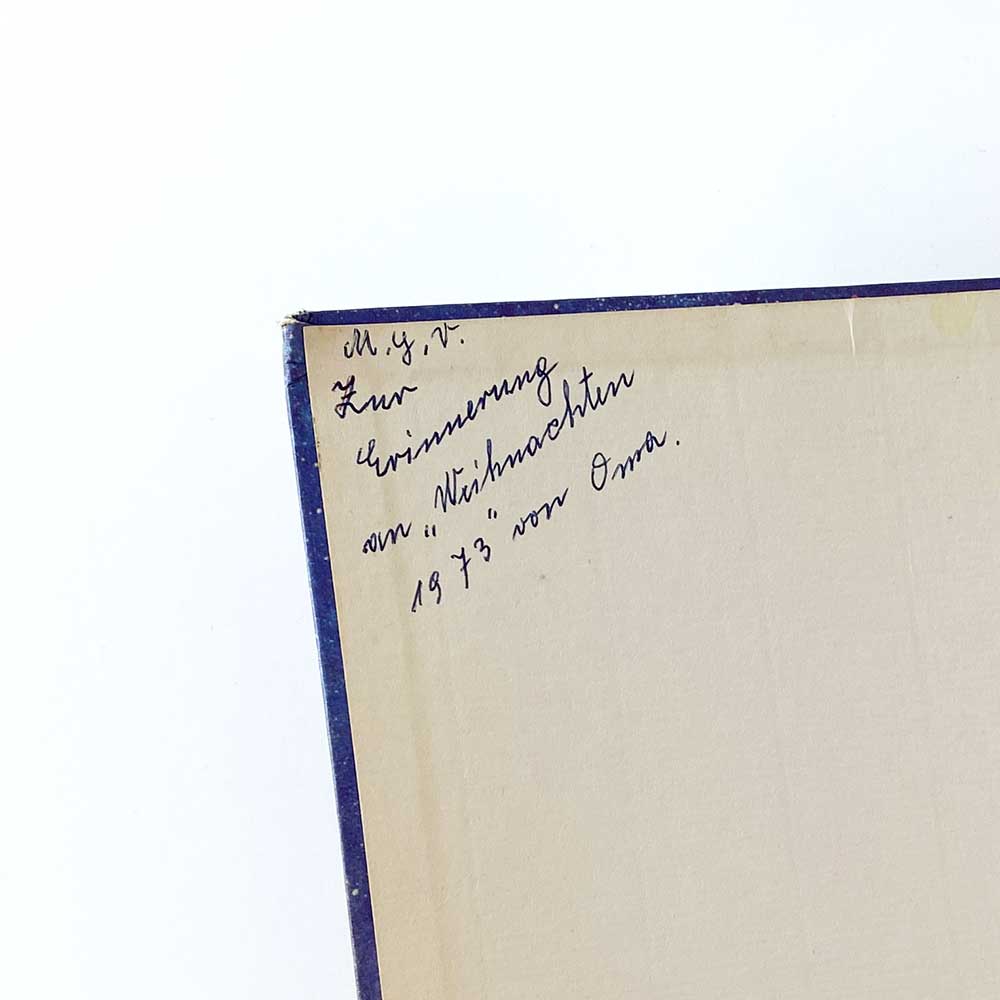 M. y. V.
Zur
Erinnerung
an „Weihnachten
1973" von Oma.